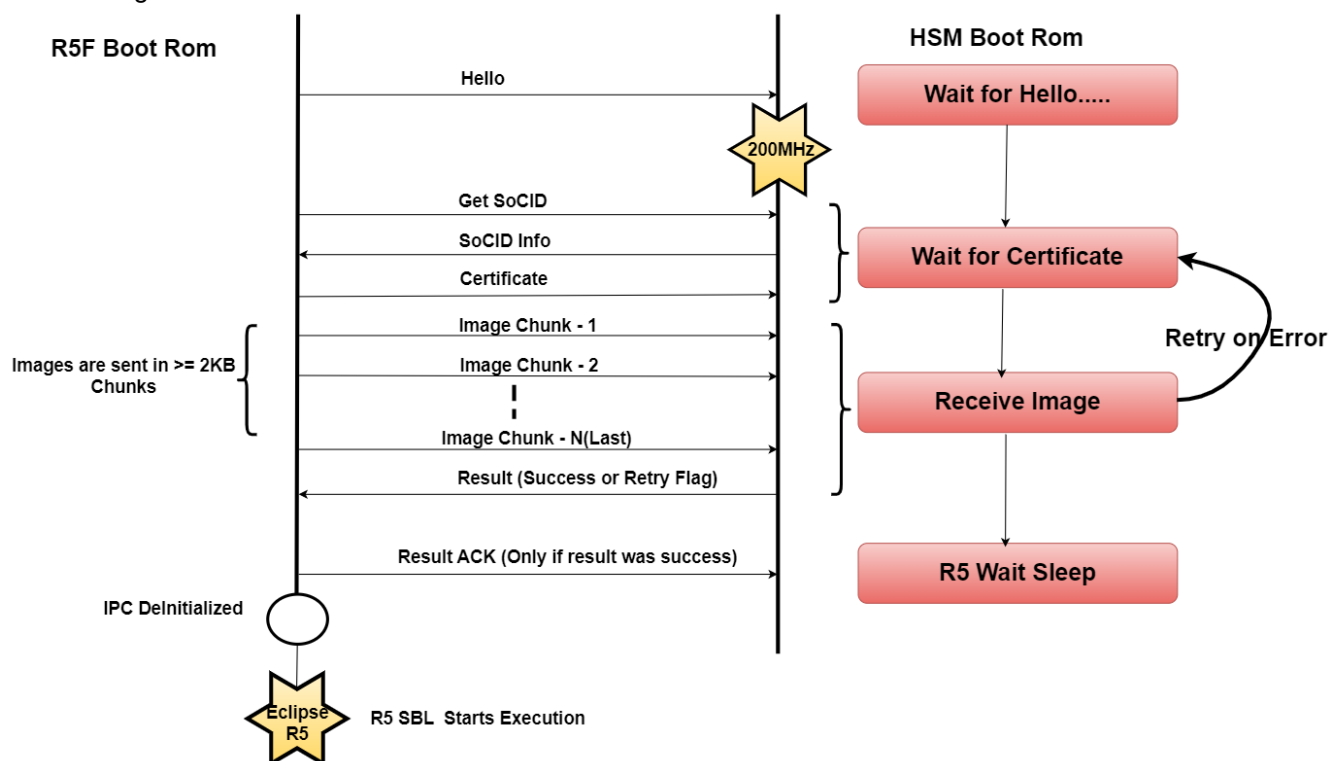 R5F Boot Rom
HSM Boot Rom
Hello
Wait for Hello.....
200MHz
Get SoCID
SoCID Info
Wait for Certificate
Certificate
Image Chunk - 1
Retry on Error
Images are sent in >= 2KB
Chunks
Image Chunk - 2
Receive Image
Image Chunk - N(Last)
Result (Success or Retry Flag)
Result ACK (Only if result was success)
R5 Wait Sleep
IPC DeInitialized
Eclipse
R5
R5 SBL Starts Execution